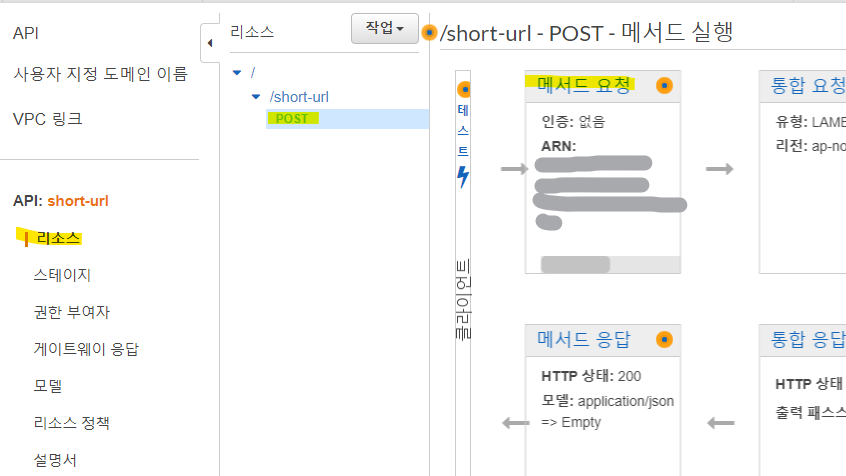 API
사용자 지정 도메인 이름
VPC 링크
API: short-url
리소스
스테이지
권한 부여자
게이트웨이 응답
모델
리소스 정책
설명서
리소스
작업
/
/short-url
POST
/short-url - POST - 메서드 실행
테스트
클라이언트
메서드 요청
인증: 없음
ARN:
통합 요청
유형: LAMB
리전: ap-no
메서드 응답
HTTP 상태: 200
모델: application/json
=> Empty
통합 응답
HTTP 상태
출력 패스스